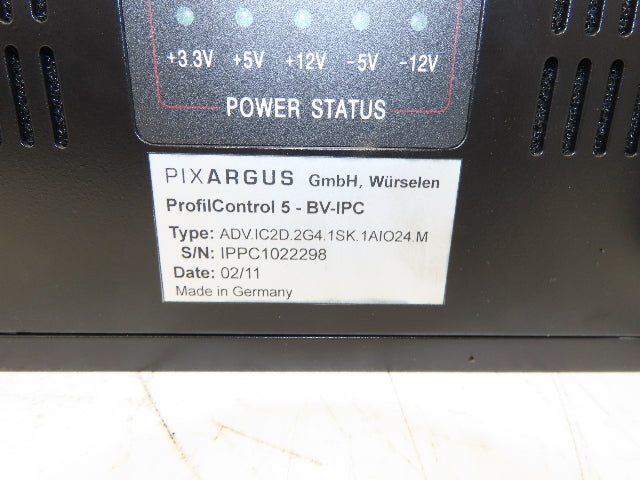 +3.3V +5V +12V -5V -12V
POWER STATUS
PIXARGUS GmbH, Würselen
ProfilControl 5 - BV-IPC
Type: ADV.IC2D.2G4.1SK.1AIO24.M
S/N: IPPC1022298
Date: 02/11
Made in Germany